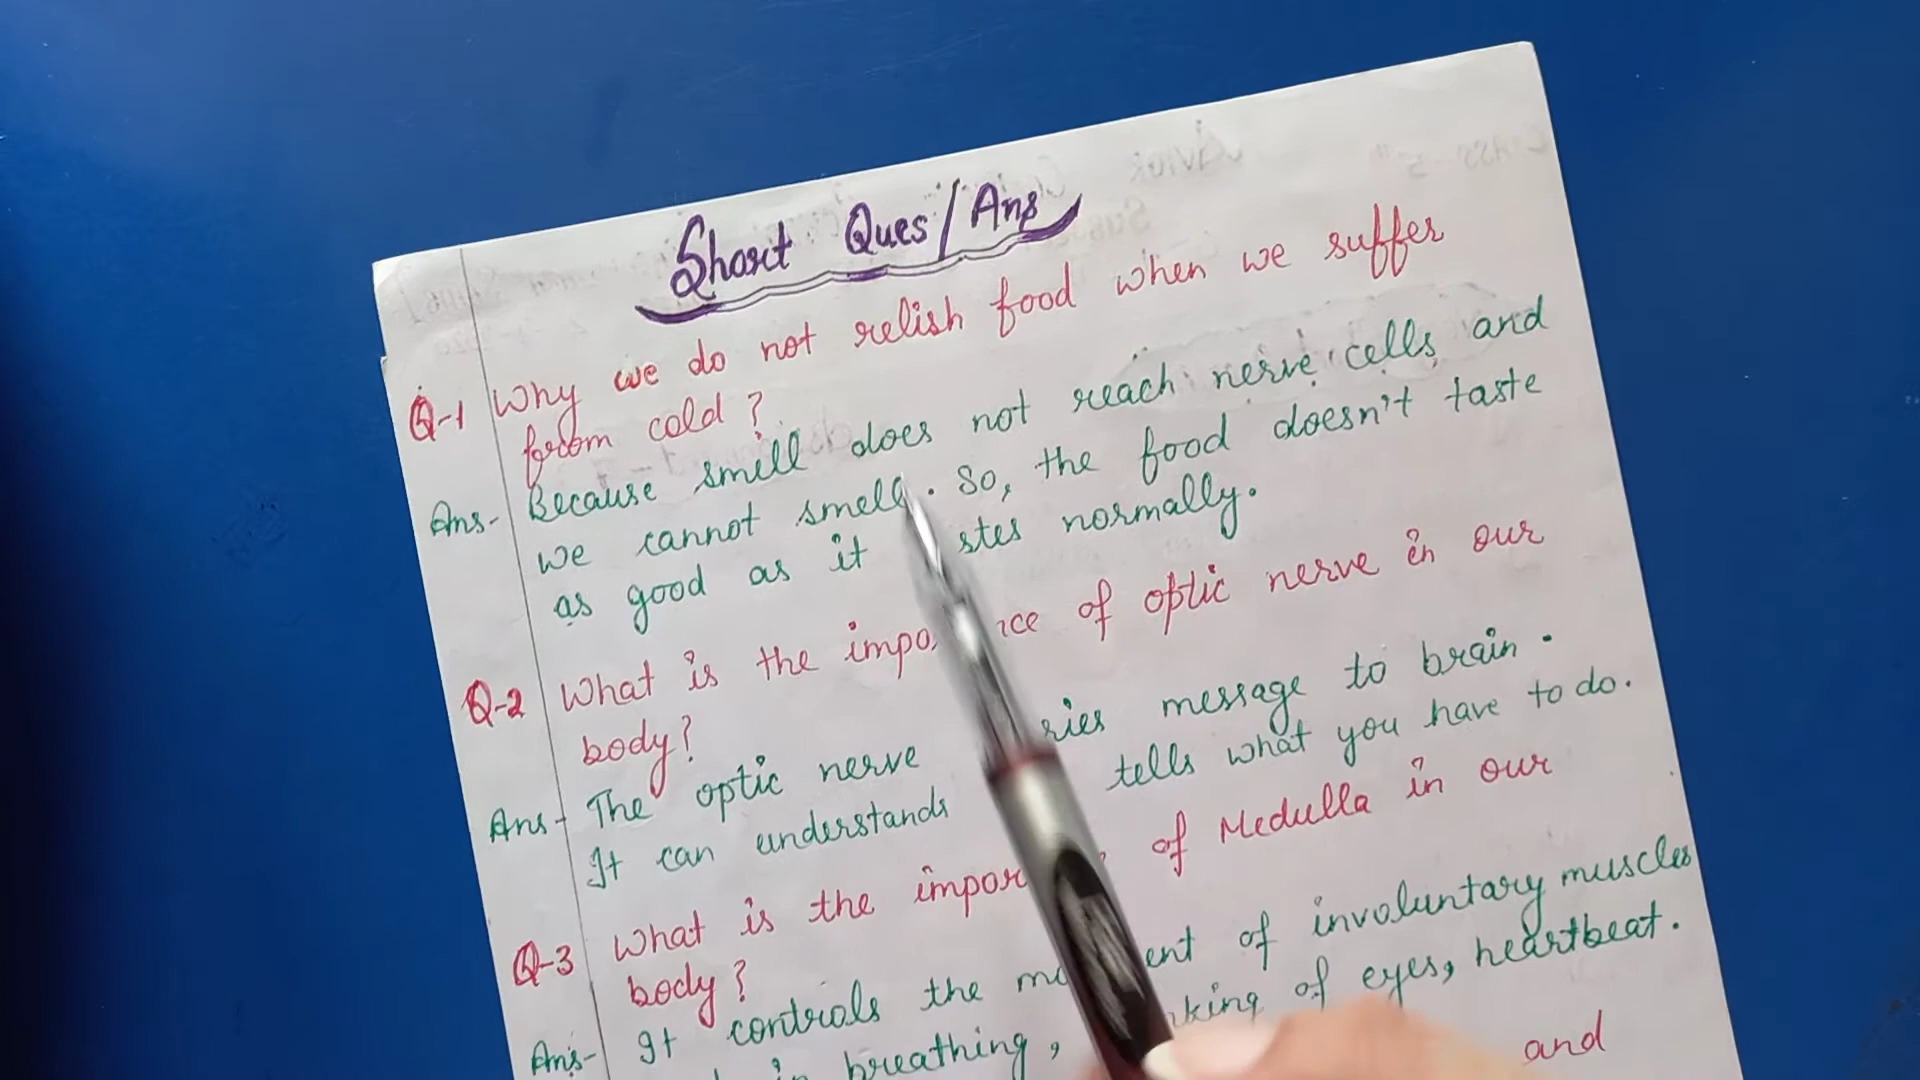 Short Ques/Ans
Q-1 Why we do not relish food when we suffer
from cold?
Ans- Because smell does not reach nerve cells and
we cannot smell. So, the food doesn't taste
as good as it stes normally.
Q-2 What is the impo nce of optic nerve in our
body?
Ans- The optic nerve ries message to brain.
It can understands tells what you have to do.
Q-3 What is the impor of Medulla in our
body?
Ans- It controls the mo ent of involuntary muscles
in breathing, nking of eyes, heartbeat.
and